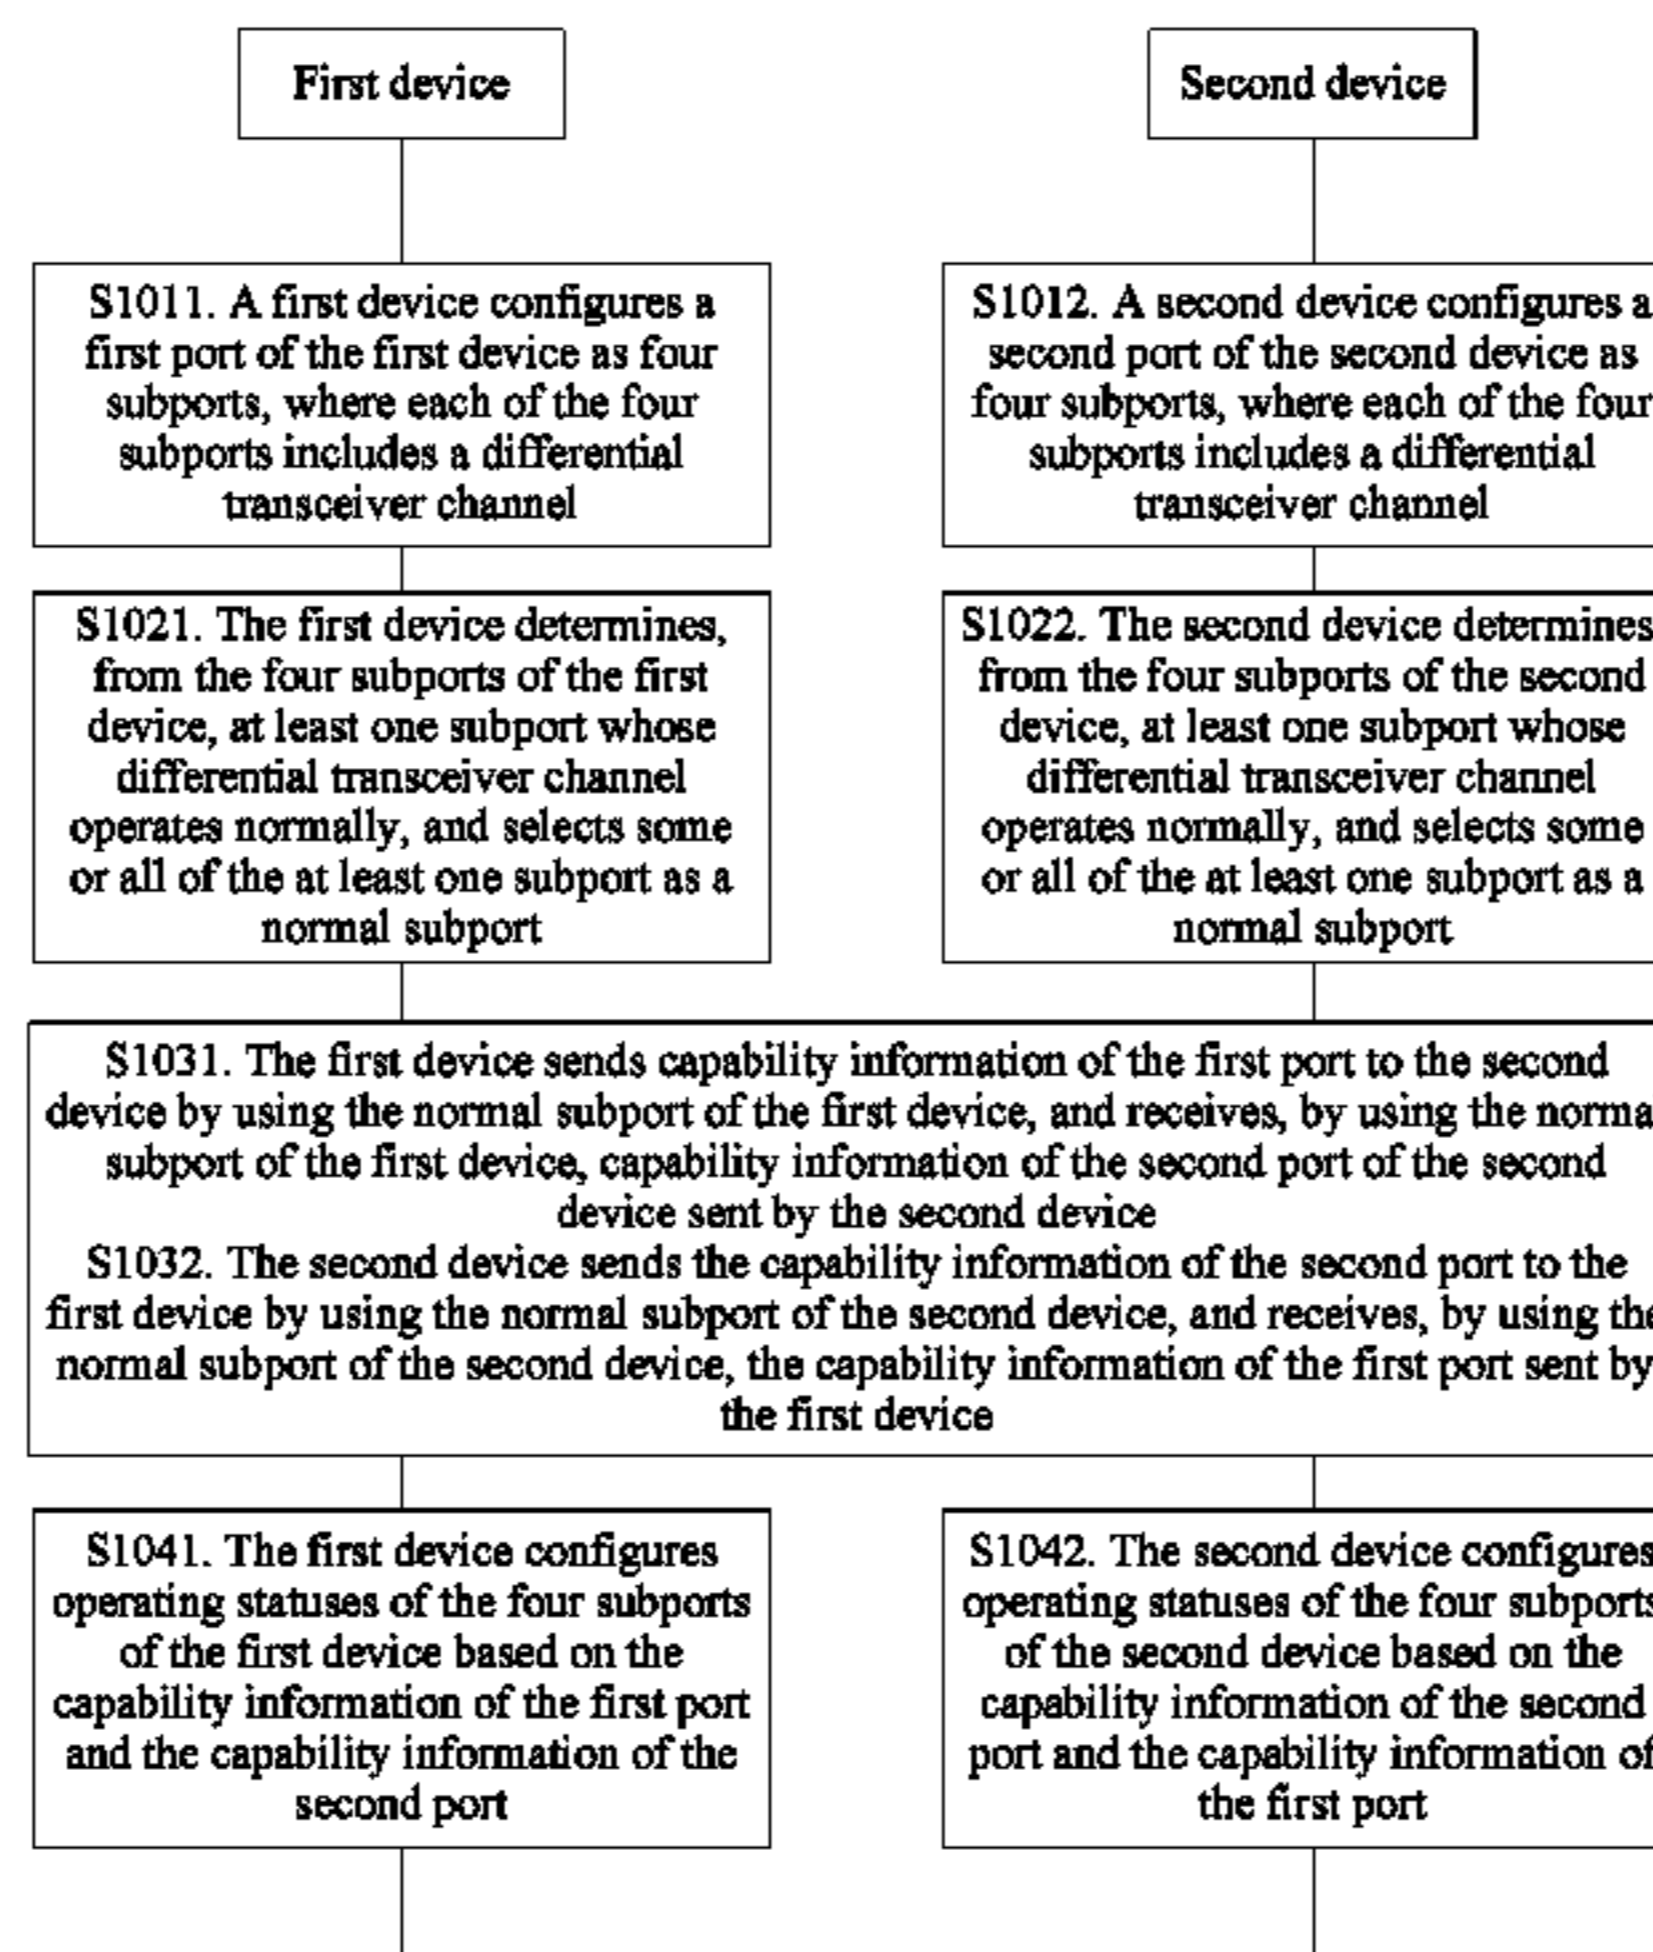 First device
Second device
S1011. A first device configures a
first port of the first device as four
subports, where each of the four
subports includes a differential
transceiver channel
S1012. A second device configures a
second port of the second device as
four subports, where each of the four
subports includes a differential
transceiver channel
S1021. The first device determines,
from the four subports of the first
device, at least one subport whose
differential transceiver channel
operates normally, and selects some
or all of the at least one subport as a
normal subport
S1022. The second device determines
from the four subports of the second
device, at least one subport whose
differential transceiver channel
operates normally, and selects some
or all of the at least one subport as a
normal subport
S1031. The first device sends capability information of the first port to the second
device by using the normal subport of the first device, and receives, by using the norma
subport of the first device, capability information of the second port of the second
device sent by the second device
S1032. The second device sends the capability information of the second port to the
first device by using the normal subport of the second device, and receives, by using the
normal subport of the second device, the capability information of the first port sent by
the first device
S1041. The first device configures
operating statuses of the four subports
of the first device based on the
capability information of the first port
and the capability information of the
second port
S1042. The second device configures
operating statuses of the four subports
of the second device based on the
capability information of the second
port and the capability information of
the first port